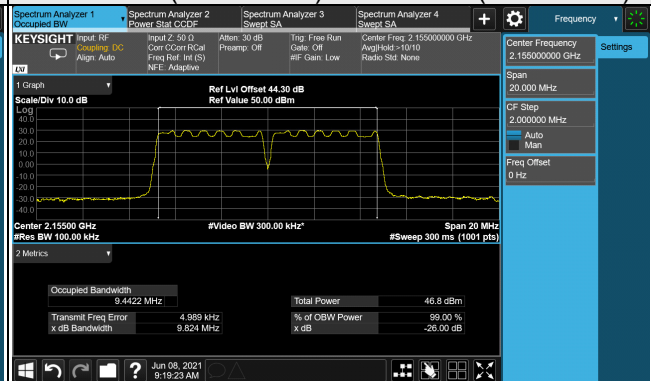 Spectrum Analyzer 1
Occupied BW
Spectrum Analyzer 2
Power Stat CCDF
Spectrum Analyzer 3
Swept SA
Spectrum Analyzer 4
Swept SA
+
Frequency
KEYSIGHT
Input: RF
Coupling: DC
Align: Auto
Input Z: 50 Ω
Corr CCorr RCal
Freq Ref: Int (S)
NFE: Adaptive
Atten: 30 dB
Preamp: Off
Trig: Free Run
Gate: Off
#IF Gain: Low
Center Freq: 2.155000000 GHz
Avg|Hold:>10/10
Radio Std: None
LXI
Center Frequency
2.155000000 GHz
Settings
Span
20.000 MHz
CF Step
2.000000 MHz
Auto
Man
Freq Offset
0 Hz
1 Graph
Scale/Div 10.0 dB
Ref Lvl Offset 44.30 dB
Ref Value 50.00 dBm
Log
40.0
30.0
20.0
10.0
0.00
-10.0
-20.0
-30.0
-40.0
Center 2.15500 GHz
#Res BW 100.00 kHz
#Video BW 300.00 kHz*
Span 20 MHz
#Sweep 300 ms (1001 pts)
2 Metrics
Occupied Bandwidth
9.4422 MHz
Total Power
46.8 dBm
Transmit Freq Error
4.989 kHz
% of OBW Power
99.00 %
x dB Bandwidth
9.824 MHz
x dB
-26.00 dB
?
Jun 08, 2021
9:19:23 AM